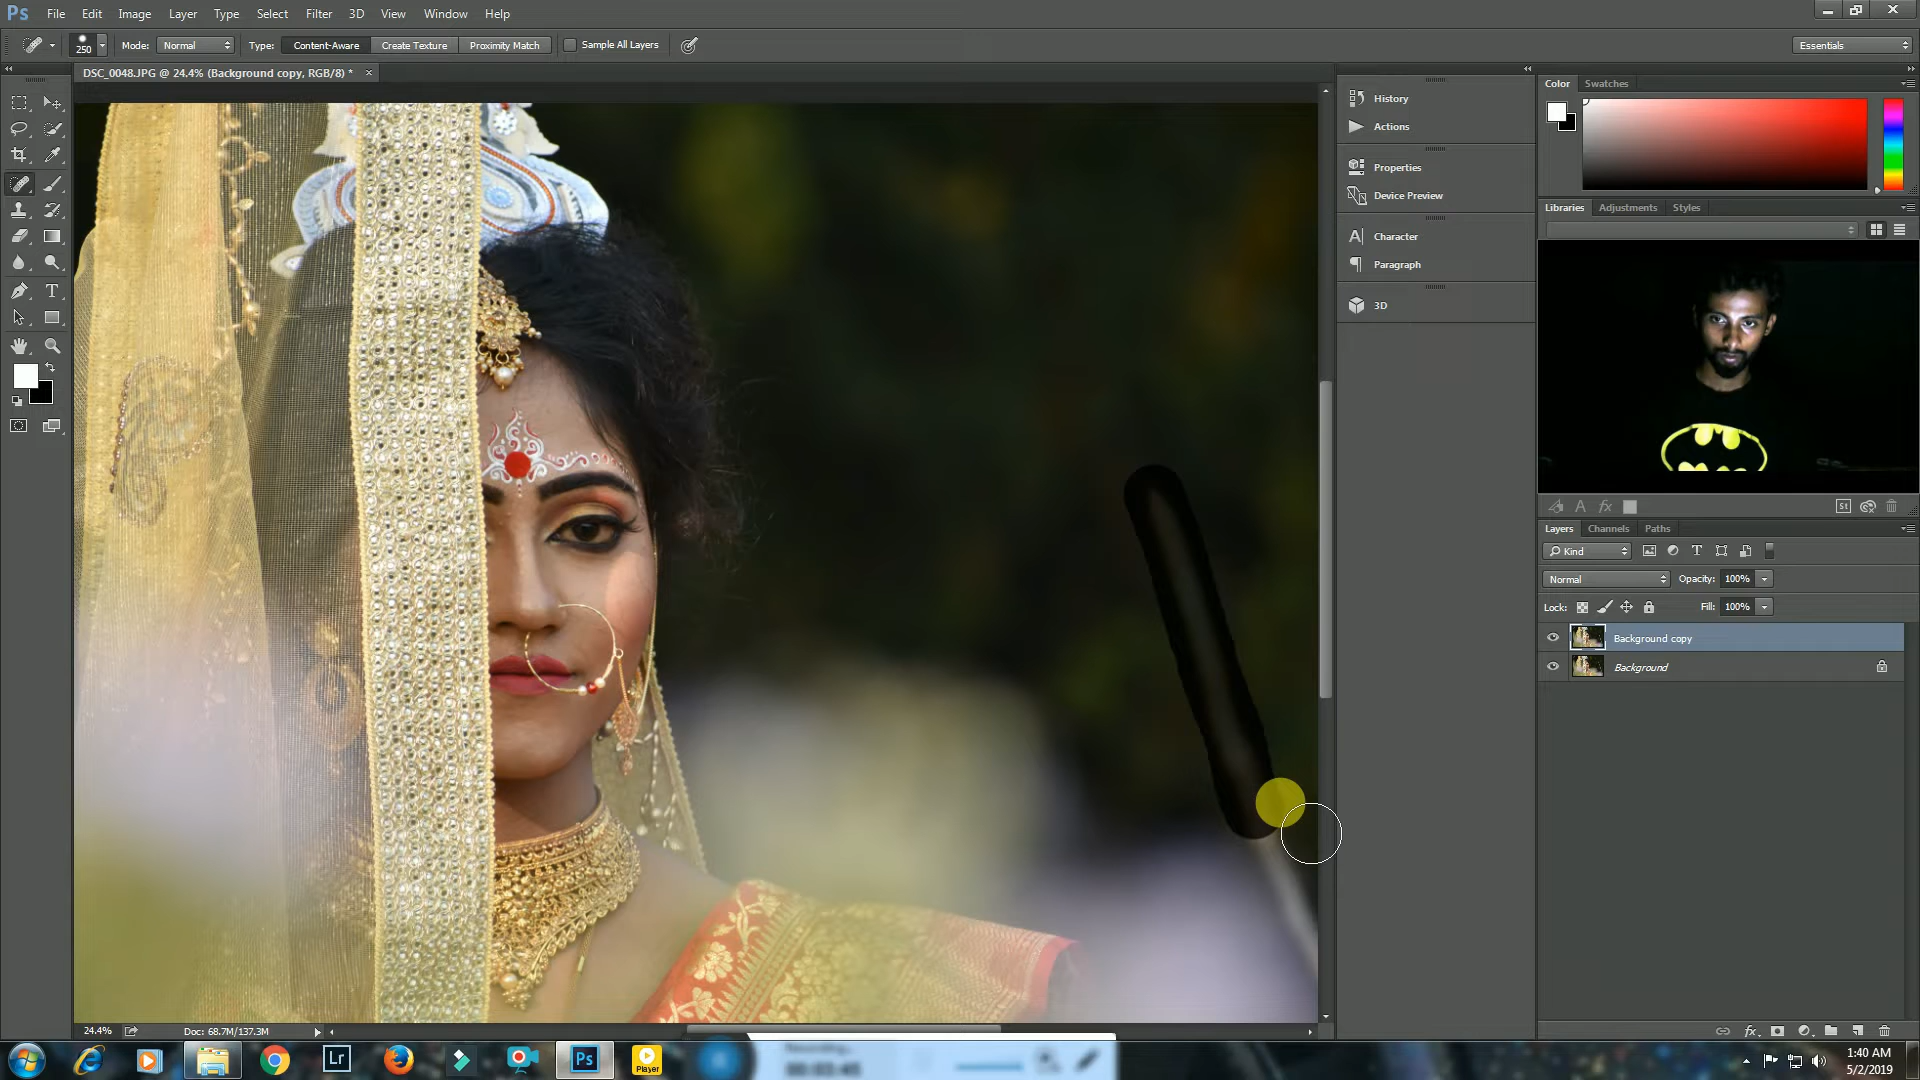 Ps File Edit Image Layer Type Select Filter 3D View Window Help
250 Mode: Normal Type: Content-Aware Create Texture Proximity Match Sample All Layers Essentials
DSC_0048.JPG @ 24.4% (Background copy, RGB/8) * ×
History
Actions
Properties
Device Preview
Character
Paragraph
3D
Color Swatches
Libraries Adjustments Styles
St
Layers Channels Paths
Kind
Normal Opacity: 100%
Lock: Fill: 100%
Background copy
Background
24.4% Doc: 68.7M/137.3M
Lr Ps Player
1:40 AM
5/2/2019